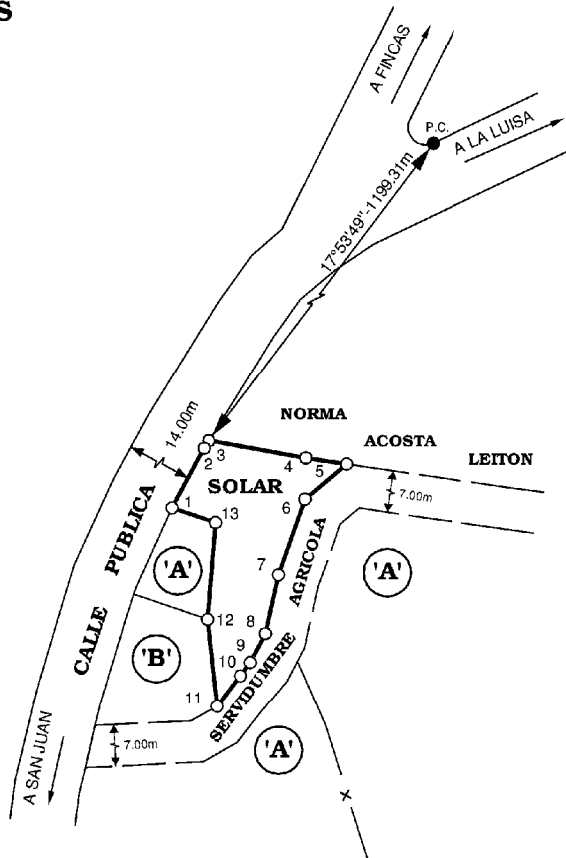 s
A FINCAS
P.C.
A LA LUISA
17°53'49"-1199.31m
14.00m
NORMA
ACOSTA
LEITON
2
3
4
5
SOLAR
7.00m
1
13
6
CALLE PUBLICA
'A'
7
AGRICOLA
'A'
12
8
'B'
9
10
SERVIDUMBRE
11
'A'
7.00m
A SAN JUAN
x